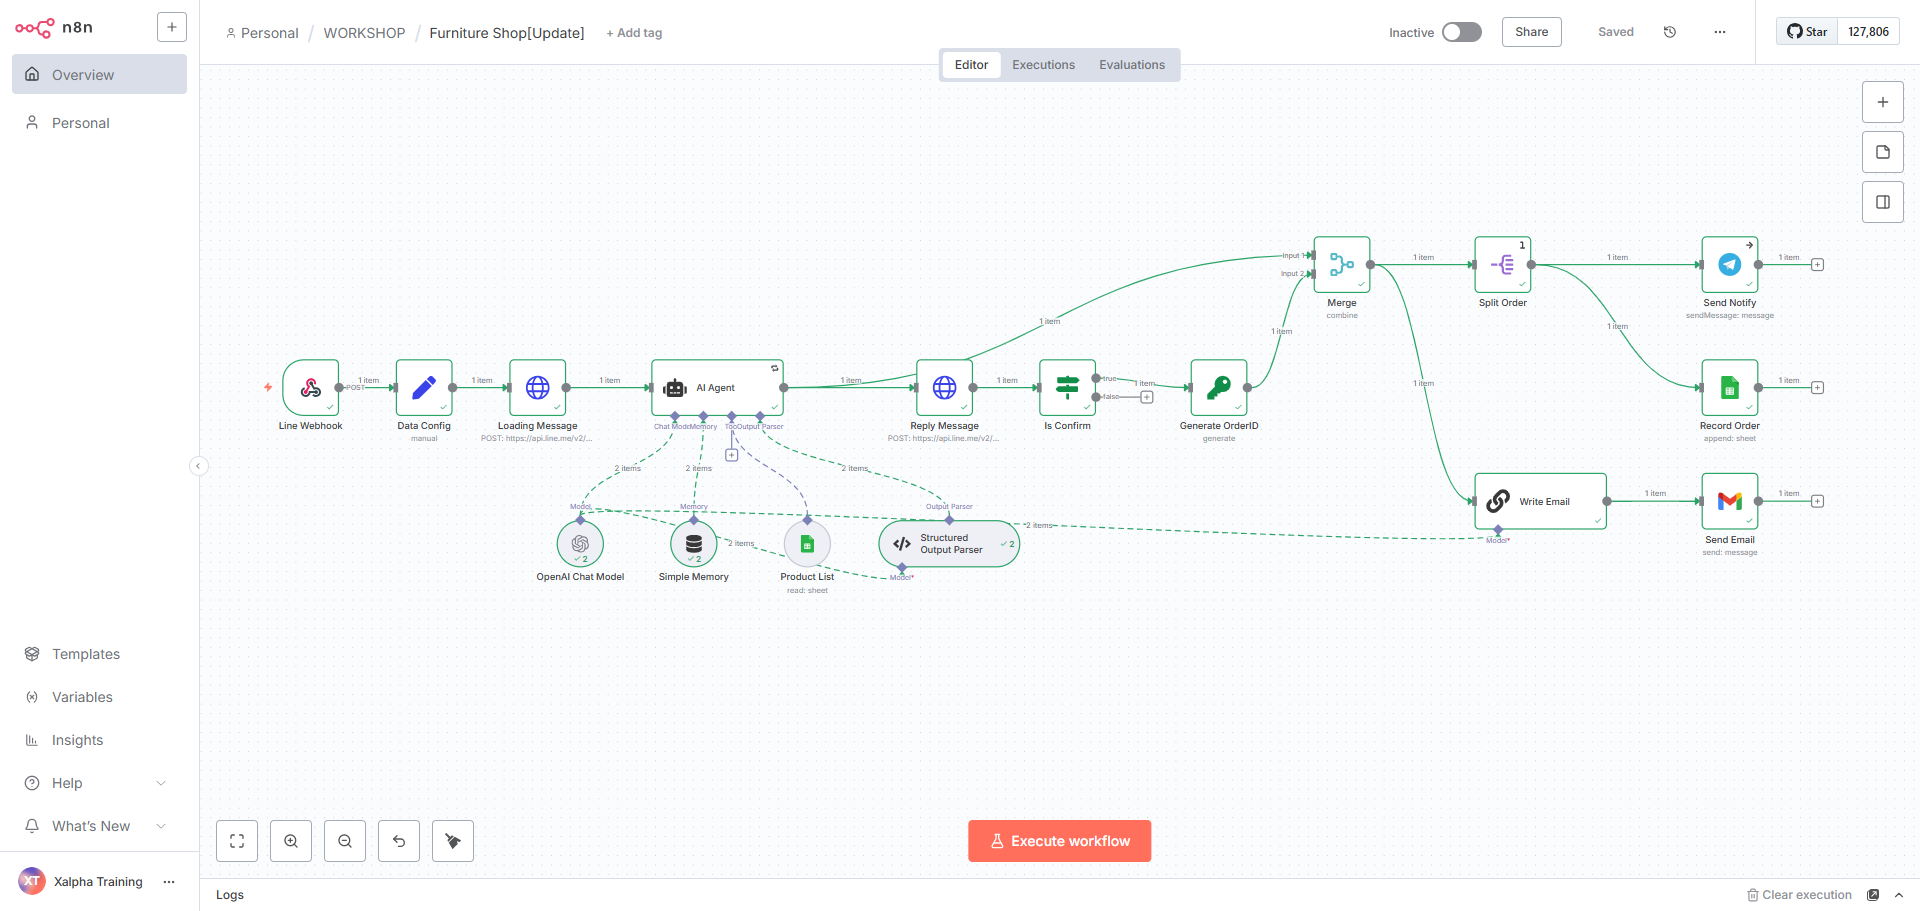 n8n
Personal / WORKSHOP / Furniture Shop[Update] + Add tag
Inactive
Share
Saved
Star 127,806
Editor Executions Evaluations
Overview
Personal
Input 1
Input 2
Merge
combine
1 item
Split Order
1 item
Send Notify
sendMessage: message
1 item
1 item
1 item
1 item
1 item
Line Webhook
POST
1 item
Data Config
manual
1 item
Loading Message
POST: https://api.line.me/v2/...
1 item
AI Agent
1 item
Reply Message
POST: https://api.line.me/v2/...
1 item
Is Confirm
true
false
1 item
Generate OrderID
generate
Record Order
append: sheet
1 item
Memory
Output Parser
2 items
2 items
2 items
Model
Memory
Output Parser
OpenAI Chat Model
2
Simple Memory
2
2 items
Product List
read: sheet
Structured
Output Parser
2
Model*
2 items
Write Email
Model*
1 item
Send Email
send: message
1 item
Templates
Variables
Insights
Help
What's New
XT
Xalpha Training
Execute workflow
Logs
Clear execution